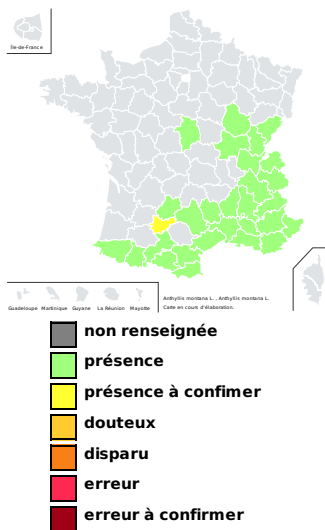 Île-de-France
Guadeloupe Martinique Guyane La Réunion Mayotte
Anthyllis montana L. , Anthyllis montana L.
Carte en cours d'élaboration.
non renseignée
présence
présence à confimer
douteux
disparu
erreur
erreur à confirmer